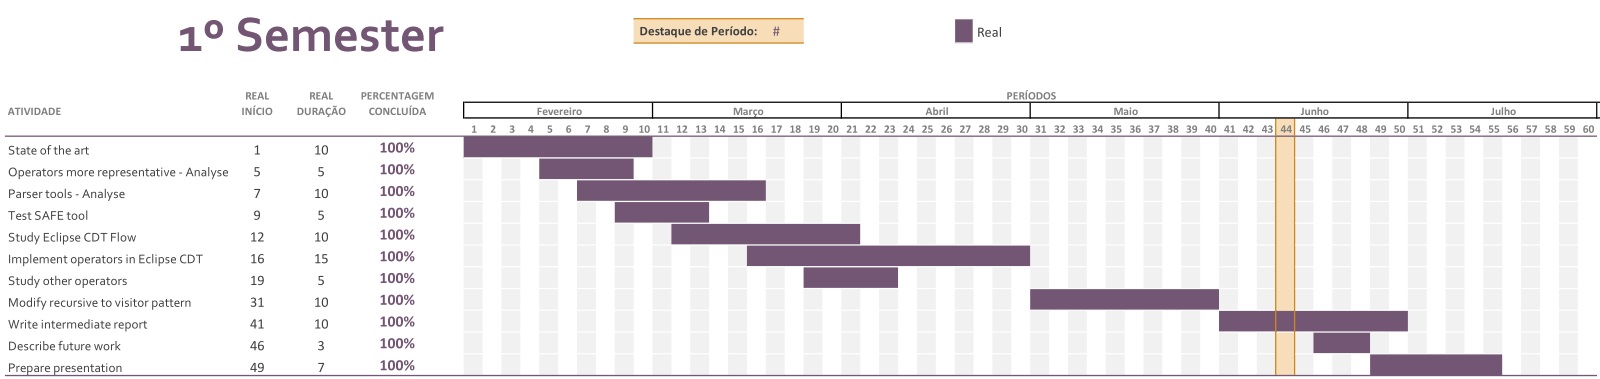 1º Semester
Destaque de Período: #
Real
REAL REAL PERCENTAGEM PERÍODOS
ATIVIDADE INÍCIO DURAÇÃO CONCLUÍDA Fevereiro Março Abril Maio Junho Julho
1 2 3 4 5 6 7 8 9 10 11 12 13 14 15 16 17 18 19 20 21 22 23 24 25 26 27 28 29 30 31 32 33 34 35 36 37 38 39 40 41 42 43 44 45 46 47 48 49 50 51 52 53 54 55 56 57 58 59 60
State of the art 1 10 100%
Operators more representative - Analyse 5 5 100%
Parser tools - Analyse 7 10 100%
Test SAFE tool 9 5 100%
Study Eclipse CDT Flow 12 10 100%
Implement operators in Eclipse CDT 16 15 100%
Study other operators 19 5 100%
Modify recursive to visitor pattern 31 10 100%
Write intermediate report 41 10 100%
Describe future work 46 3 100%
Prepare presentation 49 7 100%